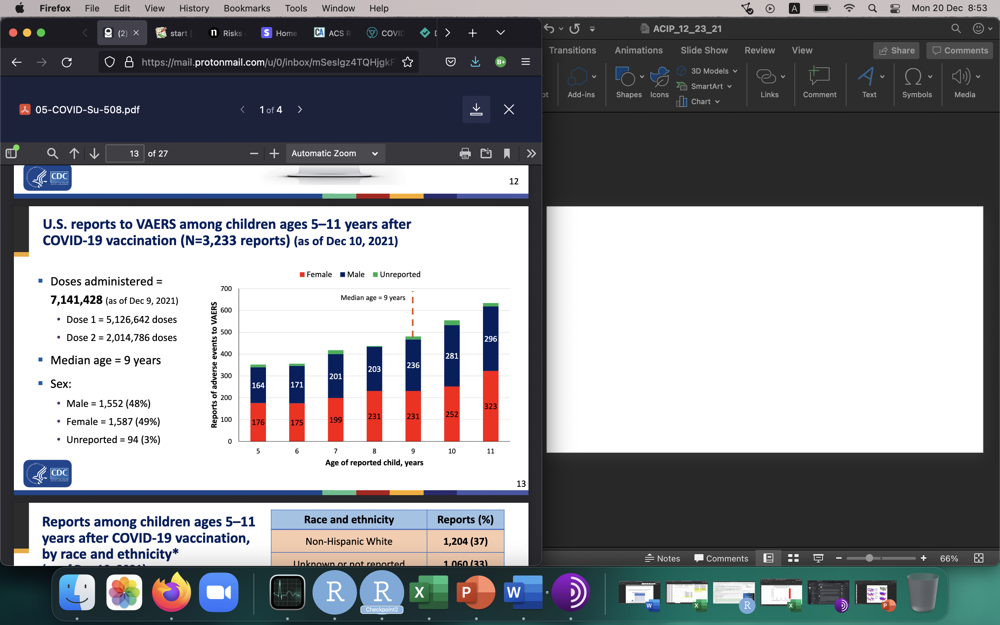 Firefox File Edit View History Bookmarks Tools Window Help
A
Mon 20 Dec 8:53
(2)
start
n Risks
S Home
CA ACS R
COVID
ACIP_12_23_21
https://mail.protonmail.com/u/0/inbox/mSeslgz4TQHjgkF
B+
Transitions Animations Slide Show Review View
Share
Comments
Add-ins
Shapes
Icons
3D Models
SmartArt
Chart
Links
Comment
Text
Symbols
Media
05-COVID-Su-508.pdf
1 of 4
13 of 27
Automatic Zoom
CDC
12
U.S. reports to VAERS among children ages 5–11 years after
COVID-19 vaccination (N=3,233 reports) (as of Dec 10, 2021)
Doses administered =
7,141,428 (as of Dec 9, 2021)
Dose 1 = 5,126,642 doses
Dose 2 = 2,014,786 doses
Median age = 9 years
Sex:
Male = 1,552 (48%)
Female = 1,587 (49%)
Unreported = 94 (3%)
Female Male Unreported
Median age = 9 years
Reports of adverse events to VAERS
700
600
500
400
300
200
100
0
164
171
201
203
236
281
296
176
175
199
231
231
252
323
5 6 7 8 9 10 11
Age of reported child, years
CDC
13
Reports among children ages 5–11
years after COVID-19 vaccination,
by race and ethnicity*
Race and ethnicity Reports (%)
Non-Hispanic White 1,204 (37)
Unknown or not reported 1,060 (33)
Notes Comments
66%
R
R
Checkpoint2
X
P
W
W
X
R
X
P